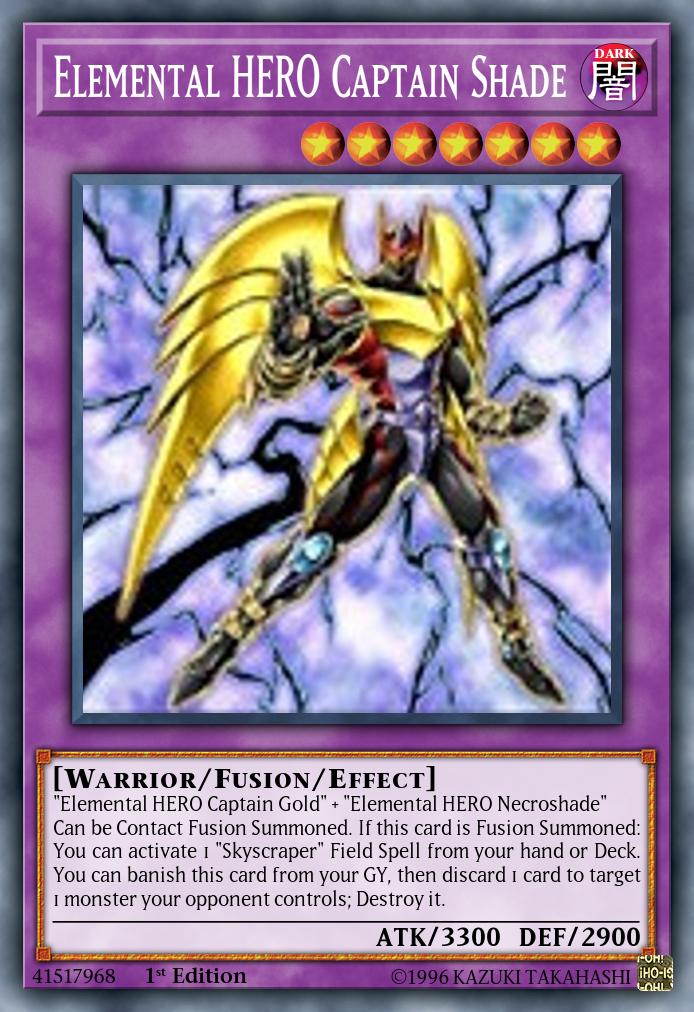 Elemental HERO Captain Shade
DARK
闇
[Warrior/Fusion/Effect]
"Elemental HERO Captain Gold" + "Elemental HERO Necroshade"
Can be Contact Fusion Summoned. If this card is Fusion Summoned:
You can activate 1 "Skyscraper" Field Spell from your hand or Deck.
You can banish this card from your GY, then discard 1 card to target
1 monster your opponent controls; Destroy it.
ATK/3300 DEF/2900
41517968 1st Edition ©1996 KAZUKI TAKAHASHI